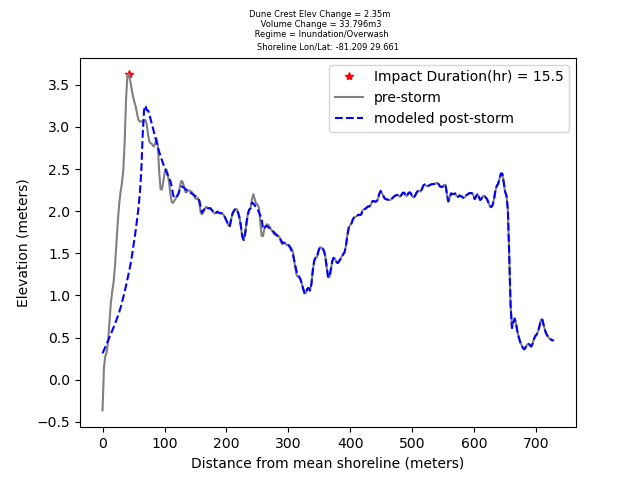 Dune Crest Elev Change = 2.35m
Volume Change = 33.796m3
Regime = Inundation/Overwash
Shoreline Lon/Lat: -81.209 29.661
Impact Duration(hr) = 15.5
pre-storm
modeled post-storm
Elevation (meters)
3.5
3.0
2.5
2.0
1.5
1.0
0.5
0.0
−0.5
0 100 200 300 400 500 600 700
Distance from mean shoreline (meters)